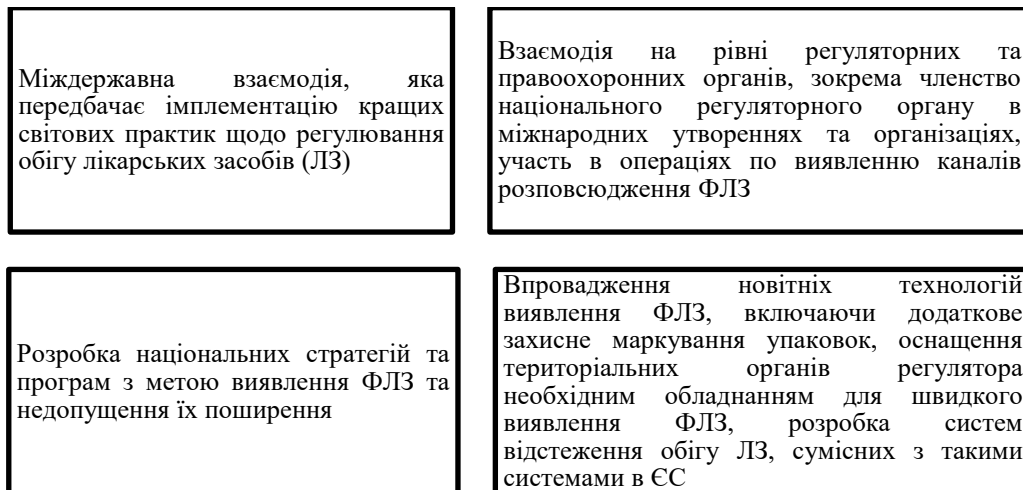 Міждержавна взаємодія, яка
передбачає імплементацію кращих
світових практик щодо регулювання
обігу лікарських засобів (ЛЗ)
Взаємодія на рівні регуляторних та
правоохоронних органів, зокрема членство
національного регуляторного органу в
міжнародних утвореннях та організаціях,
участь в операціях по виявленню каналів
розповсюдження ФЛЗ
Розробка національних стратегій та
програм з метою виявлення ФЛЗ та
недопущення їх поширення
Впровадження новітніх технологій
виявлення ФЛЗ, включаючи додаткове
захисне маркування упаковок, оснащення
територіальних органів регулятора
необхідним обладнанням для швидкого
виявлення ФЛЗ, розробка систем
відстеження обігу ЛЗ, сумісних з такими
системами в ЄС